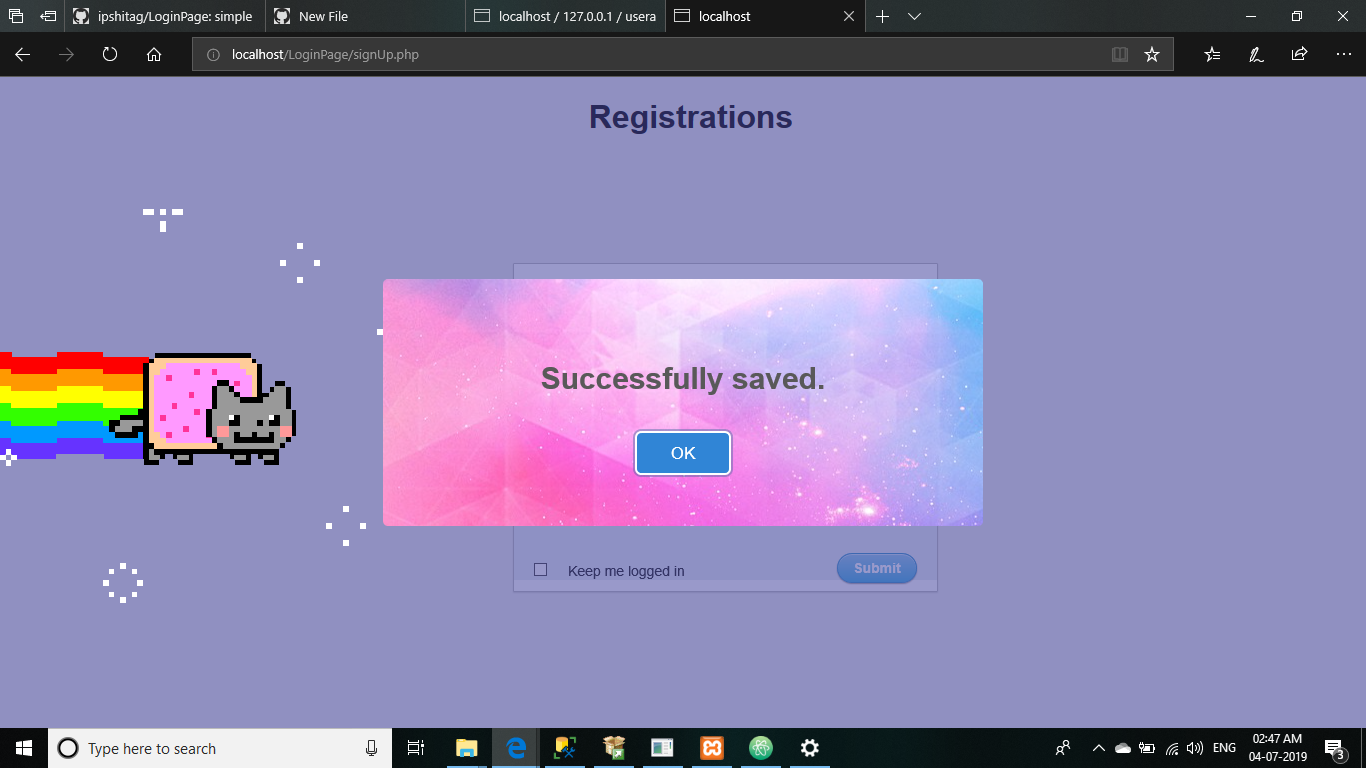 ipshitag/LoginPage: simple
New File
localhost / 127.0.0.1 / usera
localhost
localhost/LoginPage/signUp.php
Registrations
Successfully saved.
OK
Keep me logged in
Submit
Type here to search
ENG
02:47 AM
04-07-2019
3